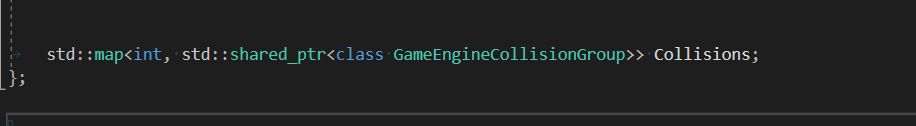 std::map<int, std::shared_ptr<class GameEngineCollisionGroup>> Collisions;
};